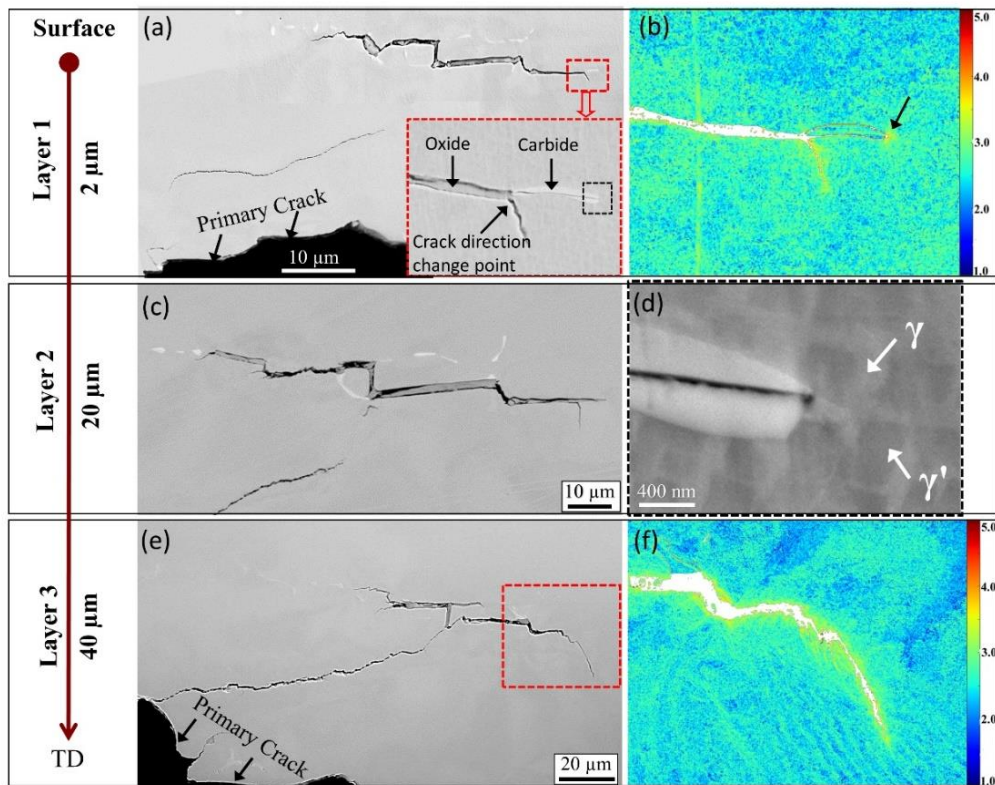 Surface
Layer 1
2 µm
Layer 2
20 µm
Layer 3
40 µm
TD
(a)
Oxide
Carbide
Primary Crack
Crack direction
change point
10 µm
(b)
5.0
4.0
3.0
2.0
1.0
(c)
10 µm
(d)
γ
γ'
400 nm
(e)
Primary Crack
20 µm
(f)
5.0
4.0
3.0
2.0
1.0